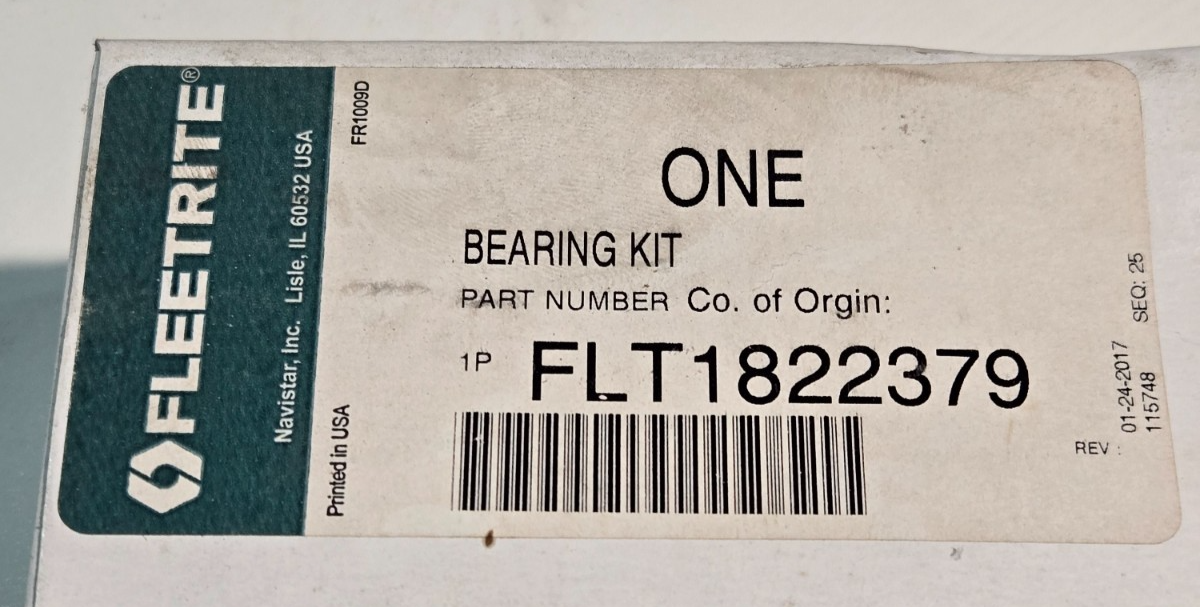 FLEETRITE®
Navistar, Inc. Lisle, IL 60532 USA
FR1009D
Printed in USA
ONE
BEARING KIT
PART NUMBER Co. of Orgin:
1P FLT1822379
REV :
01-24-2017
115748
SEQ: 25